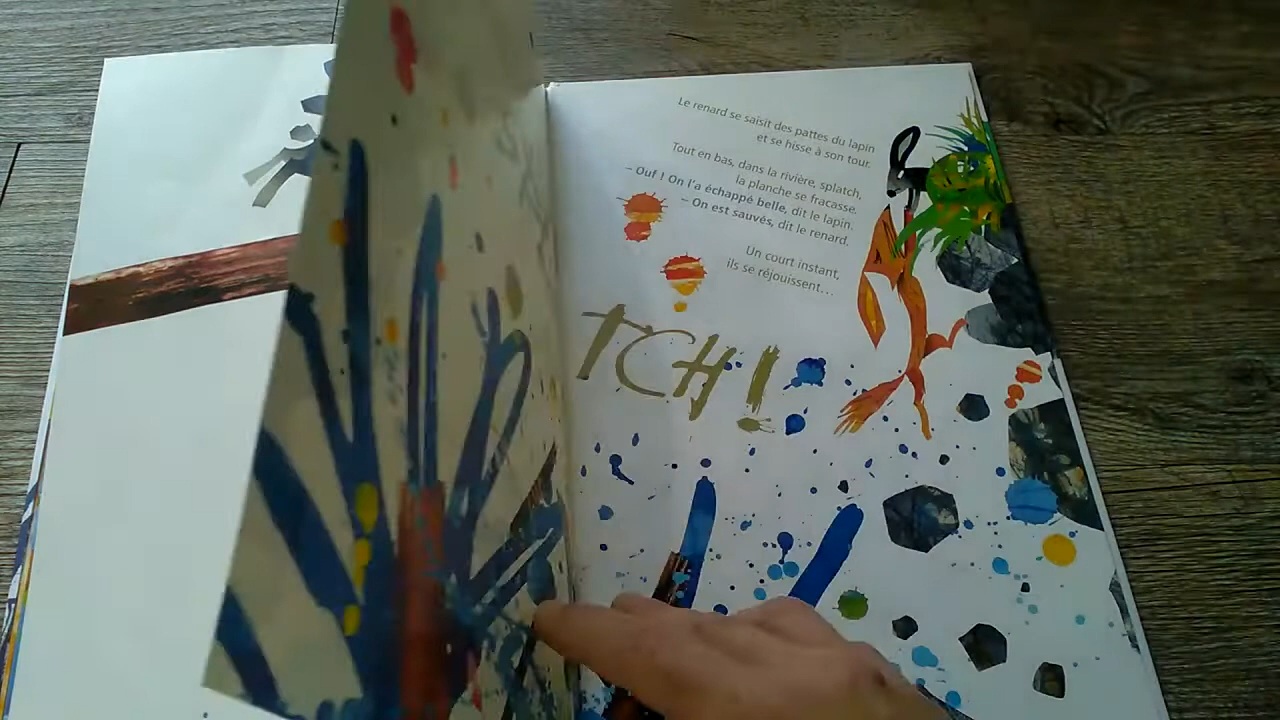 Le renard se saisit des pattes du lapin
et se hisse à son tour.
Tout en bas, dans la rivière, splatch,
la planche se fracasse.
– Ouf ! On l'a échappé belle, dit le lapin.
– On est sauvés, dit le renard.
Un court instant,
ils se réjouissent...
TCH!